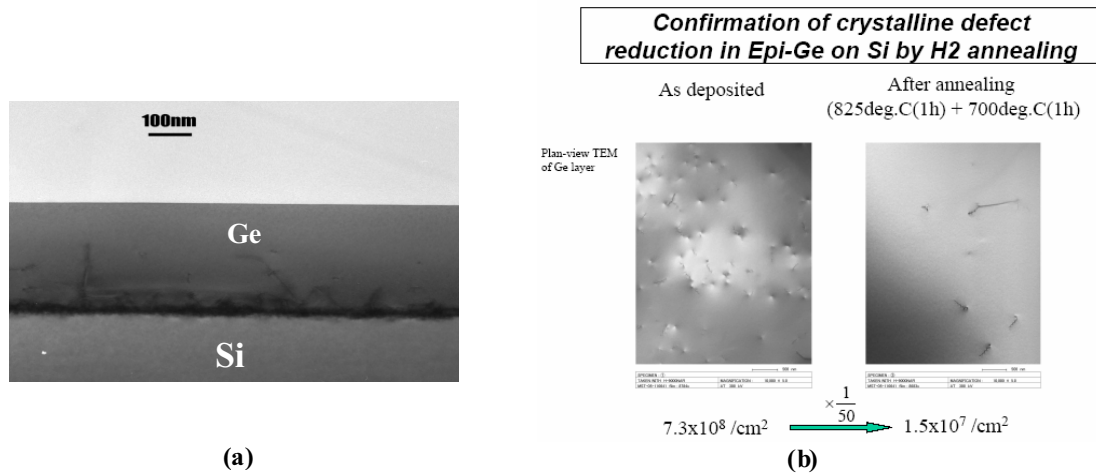 100nm
Ge
Si
(a)
Confirmation of crystalline defect
reduction in Epi-Ge on Si by H2 annealing
As deposited
After annealing
(825deg.C(1h) + 700deg.C(1h)
Plan-view TEM
of Ge layer
7.3x10⁸ /cm²
×1/50
1.5x10⁷ /cm²
(b)